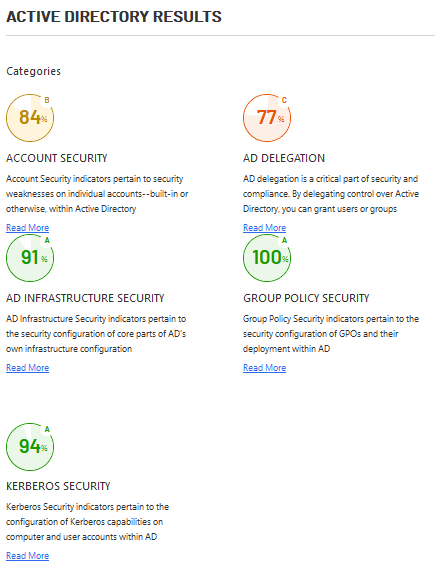 ACTIVE DIRECTORY RESULTS
Categories
84% B
ACCOUNT SECURITY
Account Security indicators pertain to security
weaknesses on individual accounts--built-in or
otherwise, within Active Directory
Read More
77% C
AD DELEGATION
AD delegation is a critical part of security and
compliance. By delegating control over Active
Directory, you can grant users or groups
Read More
91% A
AD INFRASTRUCTURE SECURITY
AD Infrastructure Security indicators pertain to
the security configuration of core parts of AD's
own infrastructure configuration
Read More
100% A
GROUP POLICY SECURITY
Group Policy Security indicators pertain to the
security configuration of GPOs and their
deployment within AD
Read More
94% A
KERBEROS SECURITY
Kerberos Security indicators pertain to the
configuration of Kerberos capabilities on
computer and user accounts within AD
Read More